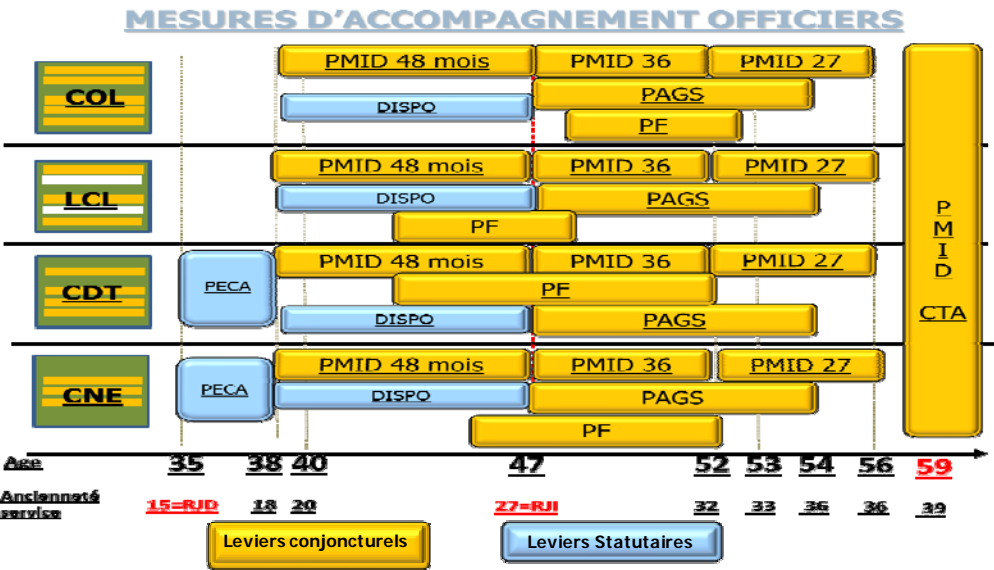 MESURES D’ACCOMPAGNEMENT OFFICIERS
PMID 48 mois PMID 36 PMID 27
COL
DISPO PAGS
PF
PMID 48 mois PMID 36 PMID 27
LCL
DISPO PAGS
PF
P
M
I
D
CTA
PMID 48 mois PMID 36 PMID 27
CDT
PECA
PF
DISPO PAGS
PMID 48 mois PMID 36 PMID 27
CNE
PECA
DISPO PAGS
PF
Age 35 38 40 47 52 53 54 56 59
Ancienneté 15=RJD 18 20 27=RJI 32 33 36 36 39
service
Leviers conjoncturels Leviers Statutaires